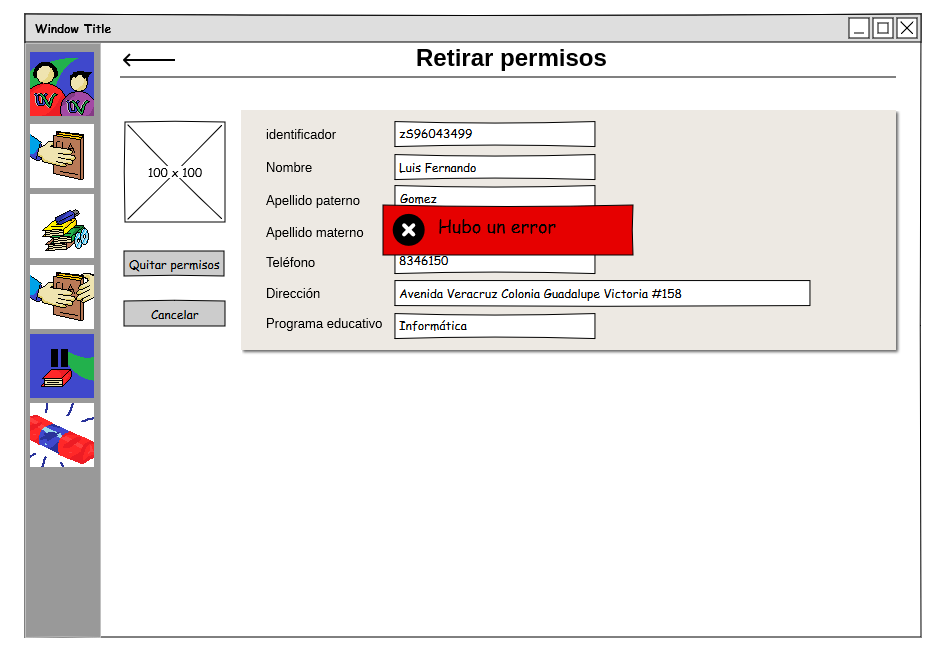 Window Title
Retirar permisos
100 x 100
Quitar permisos
Cancelar
identificador zS96043499
Nombre Luis Fernando
Apellido paterno Gomez
Apellido materno
Hubo un error
Teléfono 8346150
Dirección Avenida Veracruz Colonia Guadalupe Victoria #158
Programa educativo Informática